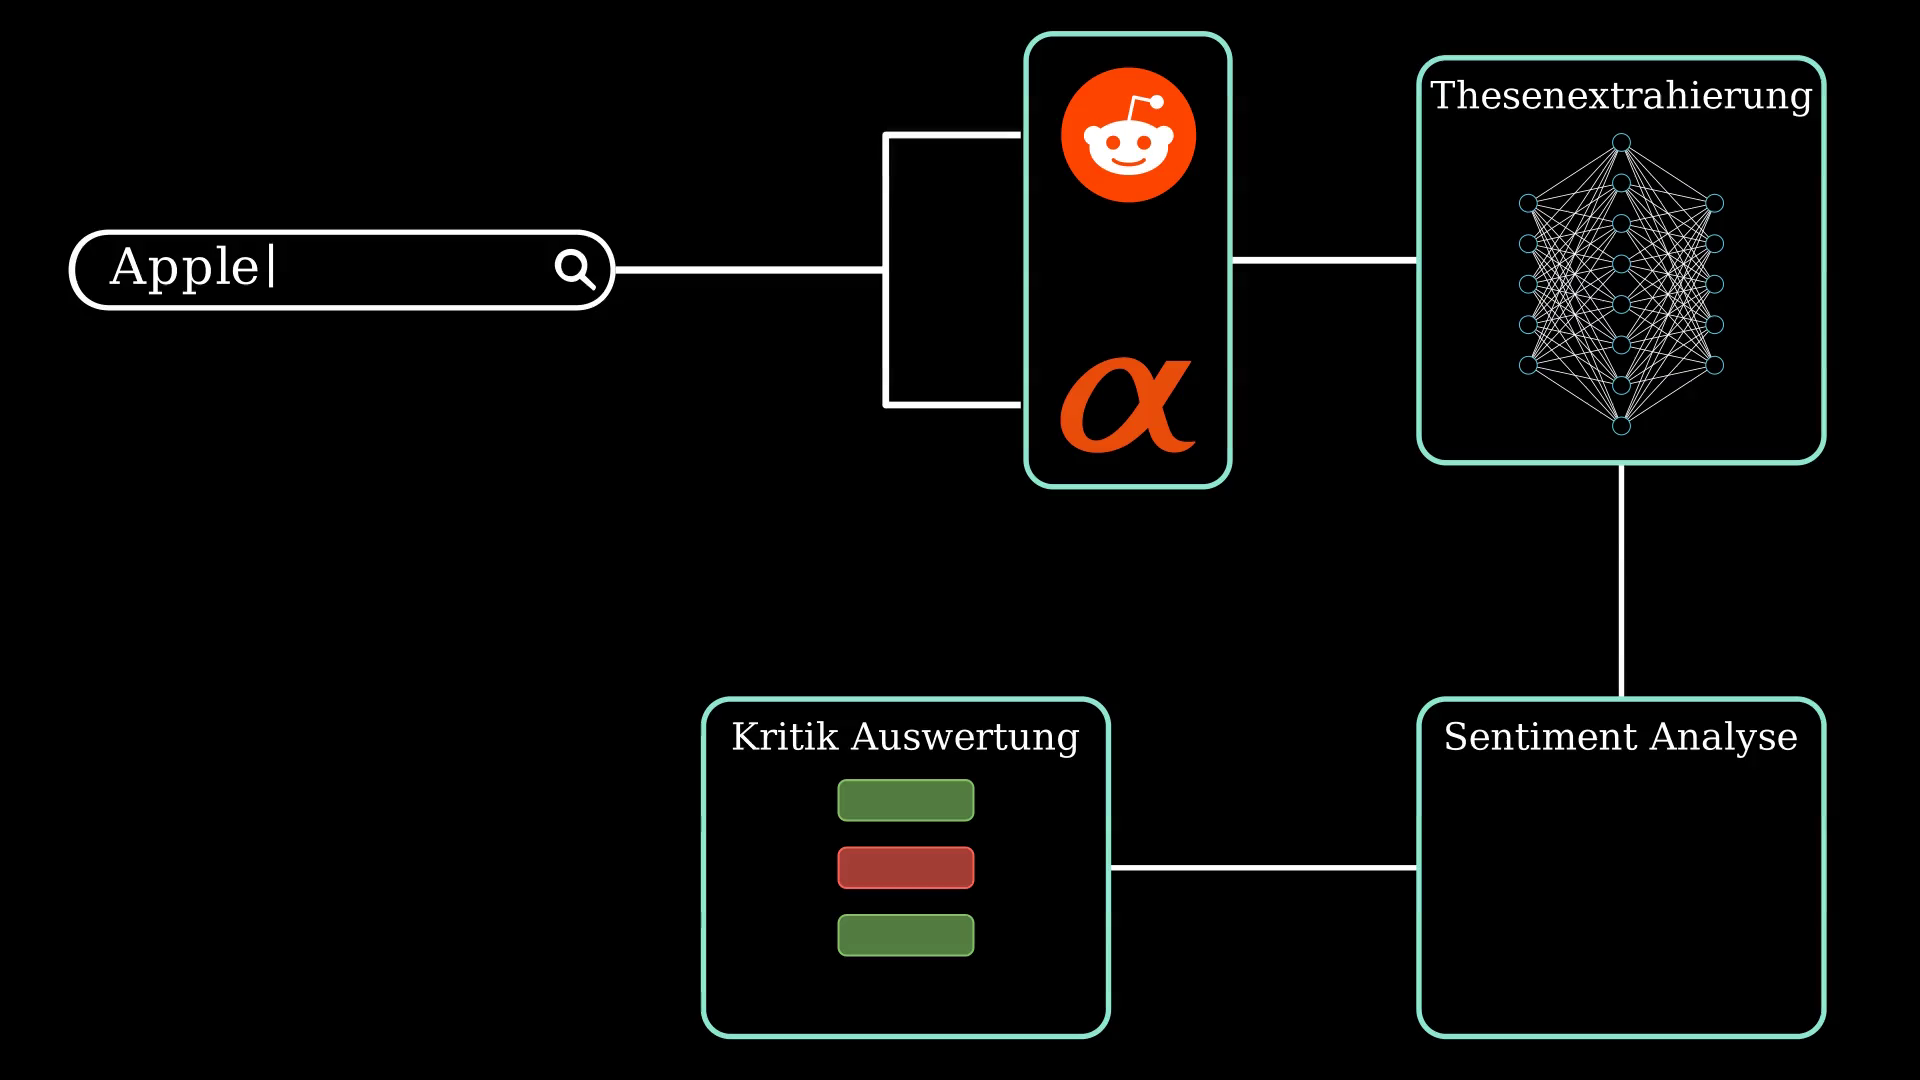 Apple
α
Thesenextrahierung
Kritik Auswertung
Sentiment Analyse